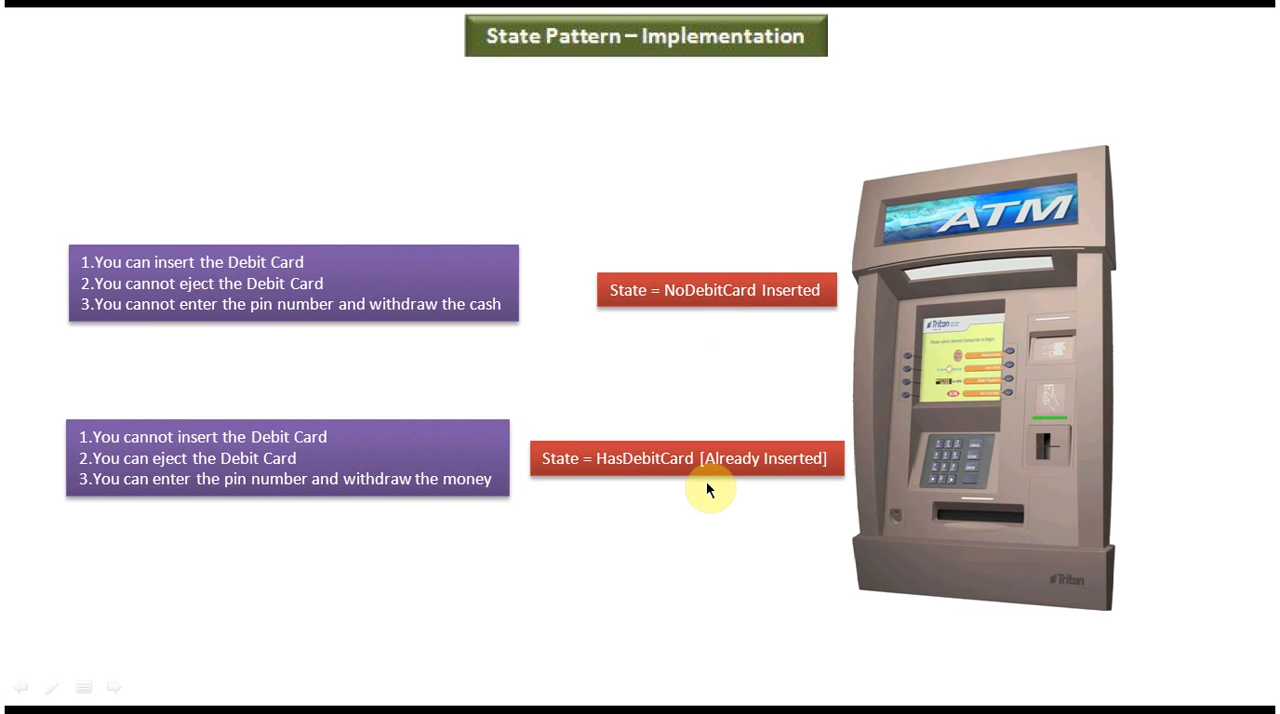 State Pattern – Implementation
ATM
1.You can insert the Debit Card
2.You cannot eject the Debit Card
3.You cannot enter the pin number and withdraw the cash
State = NoDebitCard Inserted
Triton
1.You cannot insert the Debit Card
2.You can eject the Debit Card
3.You can enter the pin number and withdraw the money
State = HasDebitCard [Already Inserted]
Triton